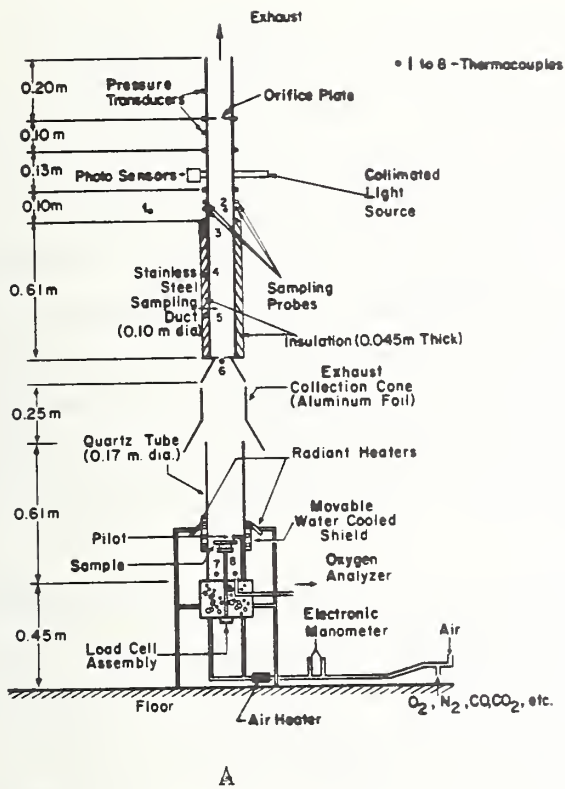 Exhaust
• 1 to 8 - Thermocouples
0.20m
Pressure
Transducers
Orifice Plate
0.10m
0.13m
Photo Sensors
Collimated
Light
Source
0.10m
2
3
Sampling
Probes
0.61m
4
Stainless
Steel
Sampling
Duct
(0.10 m dia)
5
Insulation (0.045m Thick)
6
Exhaust
Collection Cone
(Aluminum Foil)
0.25m
Quartz Tube
(0.17 m. dia.)
Radiant Heaters
0.61m
Movable
Water Cooled
Shield
Pilot
Sample
7
8
Oxygen
Analyzer
0.45m
Load Cell
Assembly
Electronic
Manometer
Air
Floor
Air Heater
O2, N2, CO, CO2, etc.
A